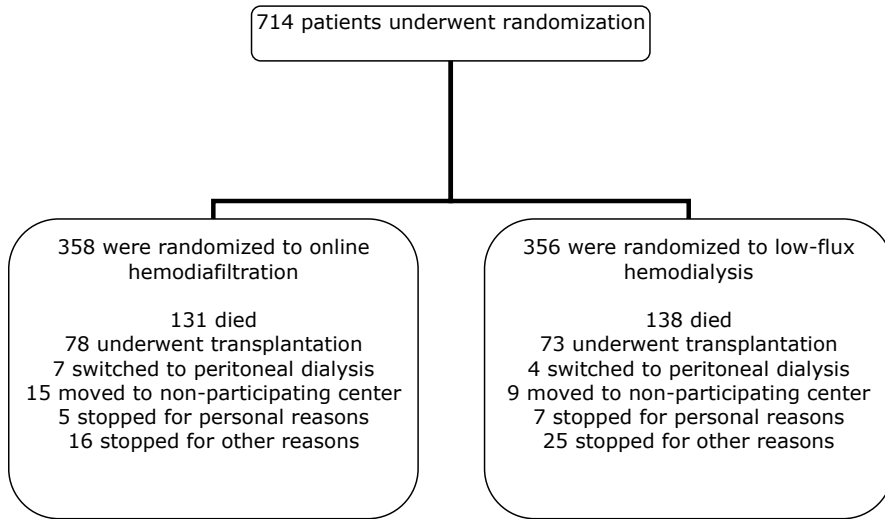 714 patients underwent randomization
358 were randomized to online
hemodiafiltration
131 died
78 underwent transplantation
7 switched to peritoneal dialysis
15 moved to non-participating center
5 stopped for personal reasons
16 stopped for other reasons
356 were randomized to low-flux
hemodialysis
138 died
73 underwent transplantation
4 switched to peritoneal dialysis
9 moved to non-participating center
7 stopped for personal reasons
25 stopped for other reasons